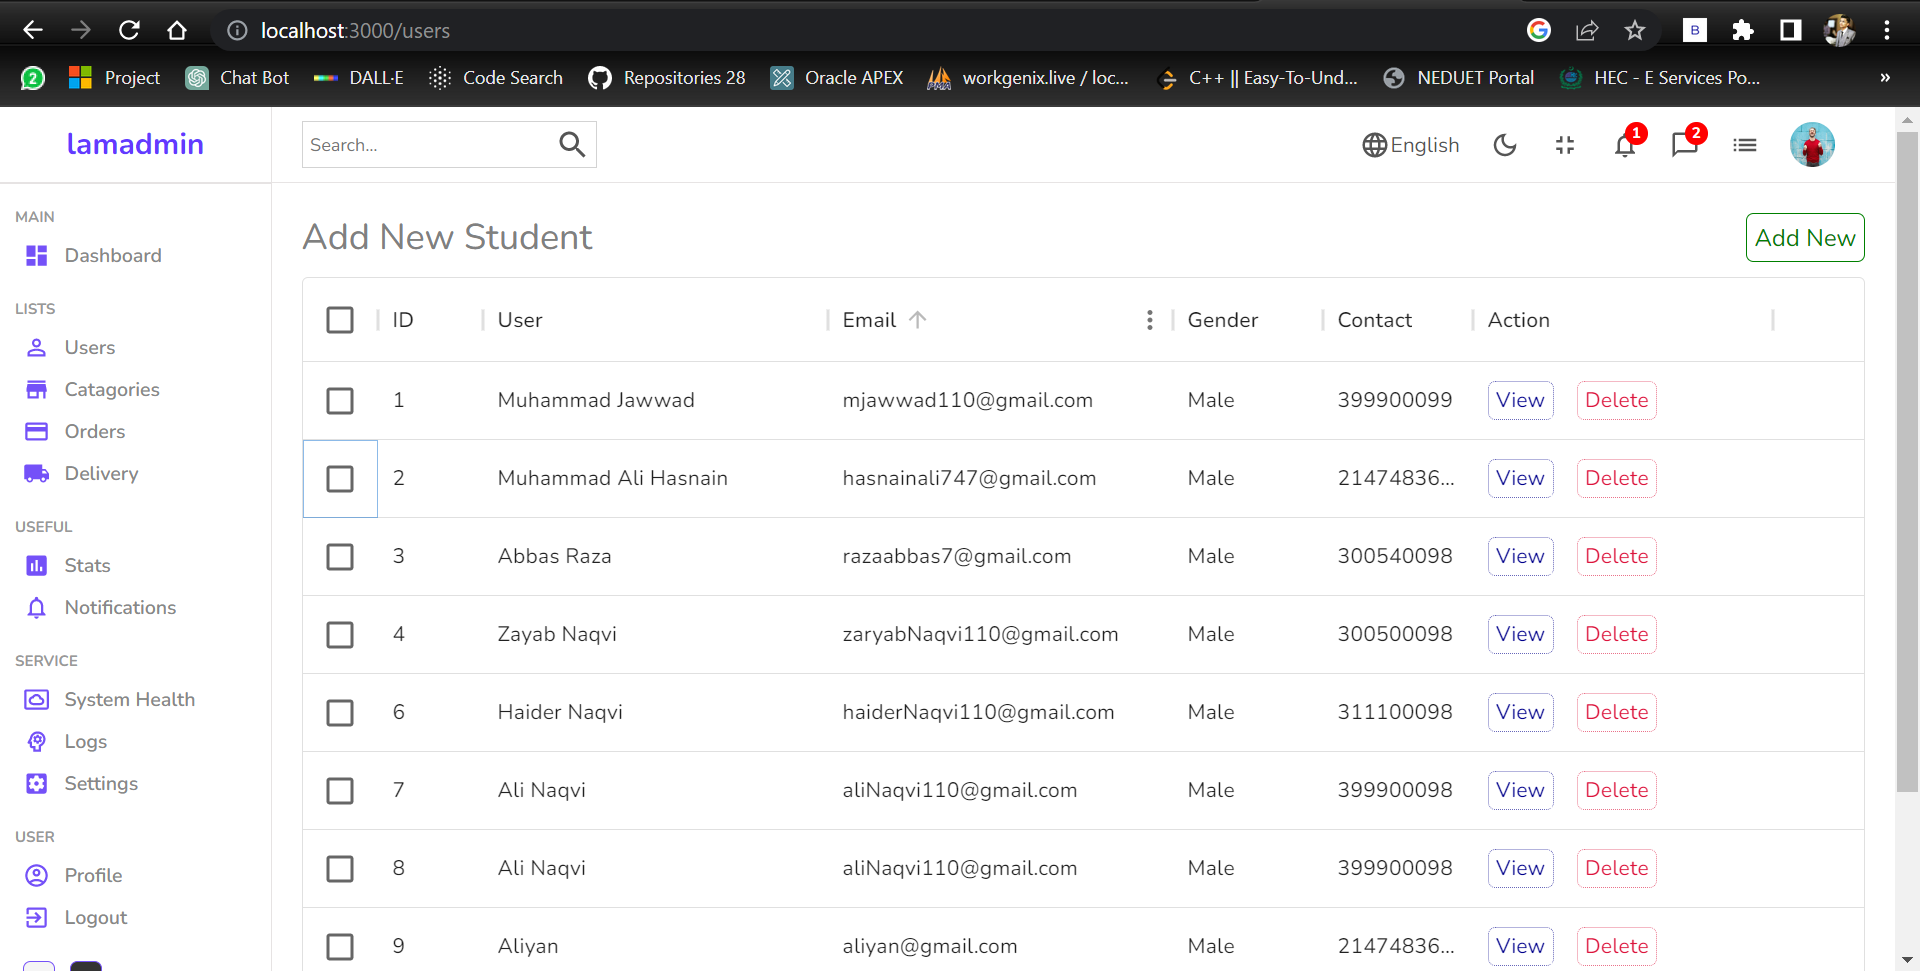 localhost:3000/users
2 Project Chat Bot DALL·E Code Search Repositories 28 Oracle APEX workgenix.live / loc... C++ || Easy-To-Und... NEDUET Portal HEC - E Services Po... »
lamadmin
Search...
English 1 2
MAIN
Dashboard
LISTS
Users
Catagories
Orders
Delivery
USEFUL
Stats
Notifications
SERVICE
System Health
Logs
Settings
USER
Profile
Logout
Add New Student
Add New
ID User Email Gender Contact Action
1 Muhammad Jawwad mjawwad110@gmail.com Male 399900099 View Delete
2 Muhammad Ali Hasnain hasnainali747@gmail.com Male 21474836... View Delete
3 Abbas Raza razaabbas7@gmail.com Male 300540098 View Delete
4 Zayab Naqvi zaryabNaqvi110@gmail.com Male 300500098 View Delete
6 Haider Naqvi haiderNaqvi110@gmail.com Male 311100098 View Delete
7 Ali Naqvi aliNaqvi110@gmail.com Male 399900098 View Delete
8 Ali Naqvi aliNaqvi110@gmail.com Male 399900098 View Delete
9 Aliyan aliyan@gmail.com Male 21474836... View Delete